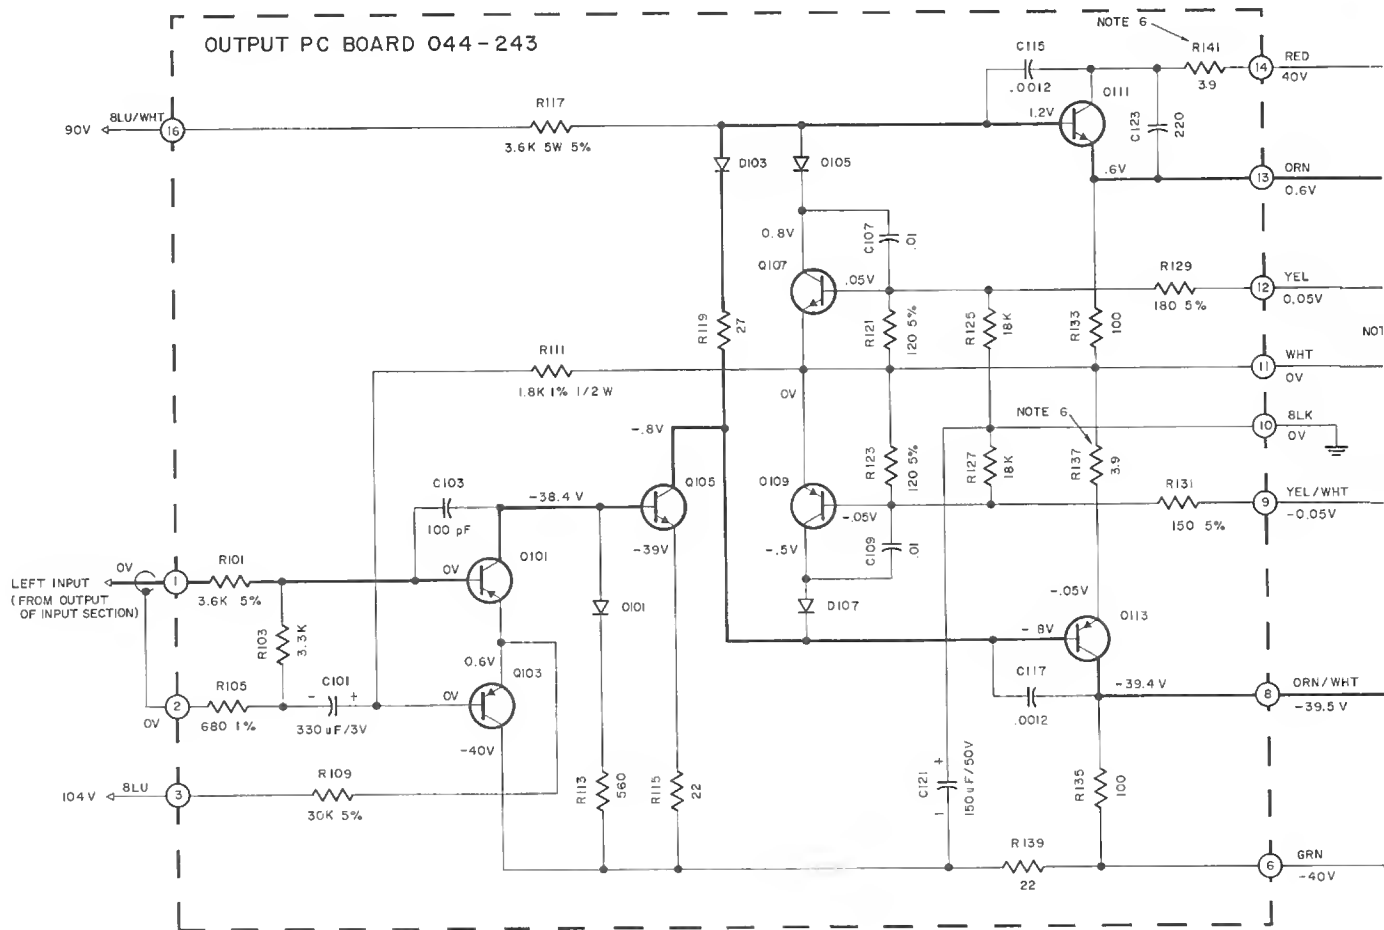 NOTE 6
OUTPUT PC BOARD 044-243
C115
.0012
R141
3.9
14
RED
40V
90V
8LU/WHT
16
R117
3.6K 5W 5%
1.2V
O111
C123
220
D103
O105
.6V
13
ORN
0.6V
0.8V
C107
.01
Q107
.05V
R129
180 5%
12
YEL
0.05V
R119
27
R121
120 5%
R125
18K
R133
100
NOT
R111
1.8K 1% 1/2 W
0V
11
WHT
0V
-.8V
NOTE 6
10
8LK
0V
R123
120 5%
R127
18K
R137
3.9
C103
100 pF
-38.4 V
Q105
O109
-.05V
R131
150 5%
9
YEL/WHT
-0.05V
-39V
-.5V
C109
.01
LEFT INPUT
(FROM OUTPUT
OF INPUT SECTION)
0V
1
R101
3.6K 5%
0V
Q101
O101
D107
-.05V
-.8V
O113
R103
3.3K
0.6V
Q103
C117
.0012
-39.4 V
8
ORN/WHT
-39.5 V
0V
2
R105
680 1%
-
C101
+
330uF/3V
0V
-40V
104V
8LU
3
R109
30K 5%
R113
560
R115
22
C121
+
150uF/50V
R135
100
R139
22
6
GRN
-40V